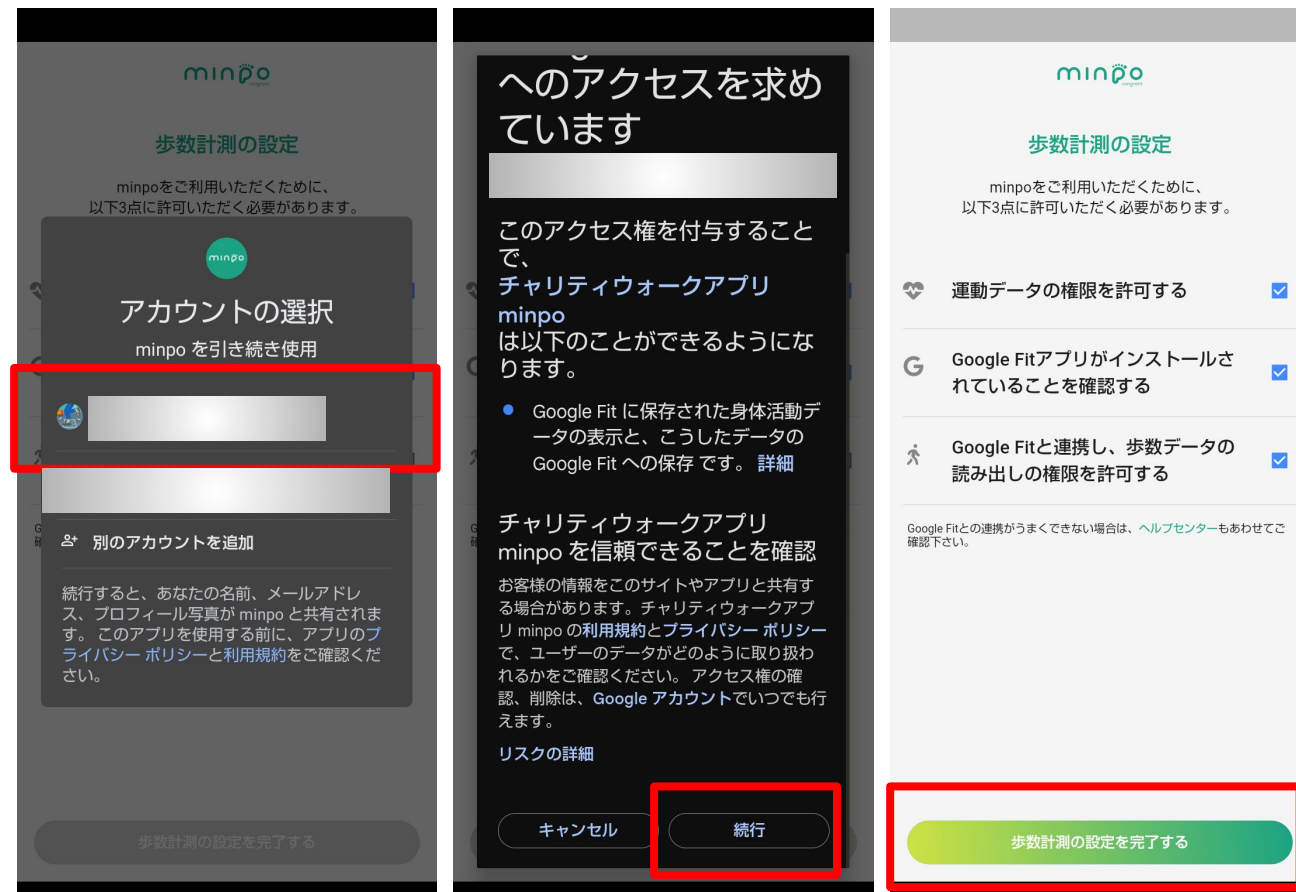 minpo
歩数計測の設定
minpoをご利用いただくために、
以下3点に許可いただく必要があります。
minpo
アカウントの選択
minpo を引き続き使用
別のアカウントを追加
続行すると、あなたの名前、メールアドレ
ス、プロフィール写真が minpo と共有されま
す。 このアプリを使用する前に、アプリのプ
ライバシー ポリシーと利用規約をご確認くだ
さい。
歩数計測の設定を完了する
へのアクセスを求め
ています
このアクセス権を付与すること
で、
チャリティウォークアプリ
minpo
は以下のことができるようにな
ります。
Google Fit に保存された身体活動デ
ータの表示と、こうしたデータの
Google Fit への保存 です。 詳細
チャリティウォークアプリ
minpo を信頼できることを確認
お客様の情報をこのサイトやアプリと共有す
る場合があります。チャリティウォークアプ
リ minpo の利用規約とプライバシー ポリシー
で、ユーザーのデータがどのように取り扱わ
れるかをご確認ください。 アクセス権の確
認、削除は、Google アカウントでいつでも行
えます。
リスクの詳細
キャンセル
続行
minpo
歩数計測の設定
minpoをご利用いただくために、
以下3点に許可いただく必要があります。
運動データの権限を許可する
Google Fitアプリがインストールさ
れていることを確認する
Google Fitと連携し、歩数データの
読み出しの権限を許可する
Google Fitとの連携がうまくできない場合は、ヘルプセンターもあわせてご
確認下さい。
歩数計測の設定を完了する